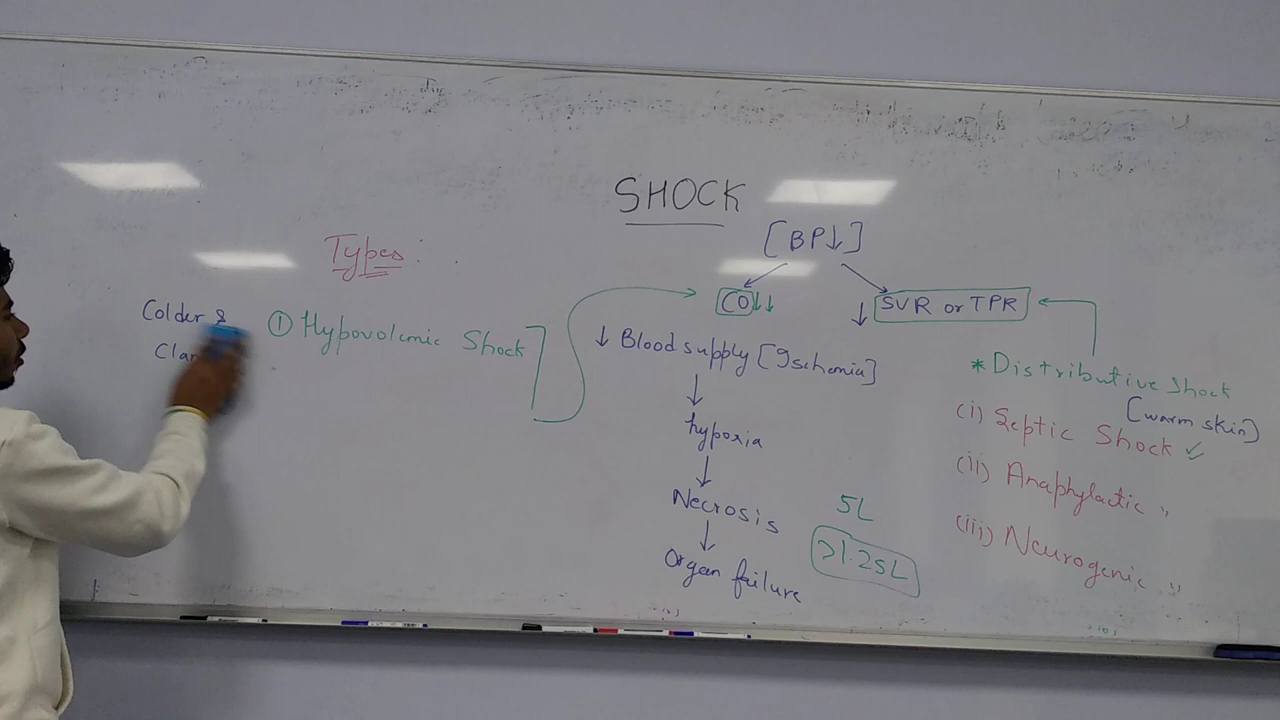 SHOCK
[BP↓]
Types:
CO↓↓
↓ SVR or TPR
Colder &
① Hypovolemic Shock
↓ Blood supply [Ischemia]
Clam
* Distributive Shock
[warm skin]
(i) Septic Shock ✓
↓
hypoxia
(ii) Anaphylactic "
↓
Necrosis
5L
(iii) Neurogenic "
↓
>1.25L
Organ failure